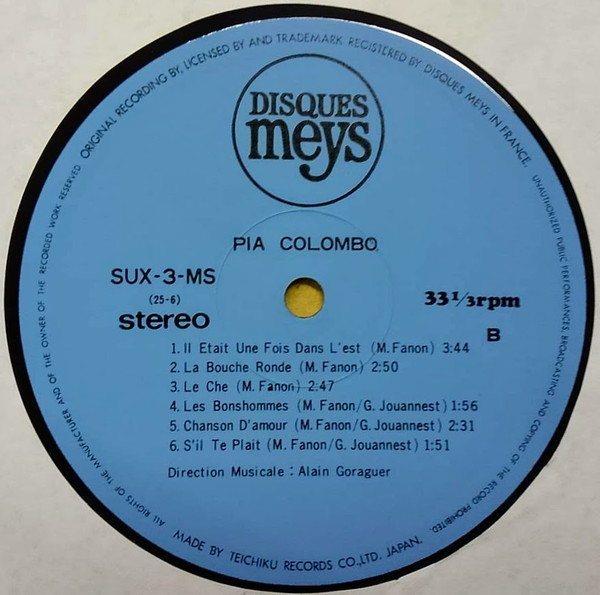 ORIGINAL RECORDING BY, LICENSED BY AND TRADEMARK REGISTERED BY DISQUES MEYS IN FRANCE.
UNAUTHORIZED PUBLIC PERFORMANCES, BROADCASTING AND COPYING OF THE RECORD PROHIBITED.
ALL RIGHTS OF THE MANUFACTURER AND OF THE OWNER OF THE RECORDED WORK RESERVED
DISQUES
meys
PIA COLOMBO
SUX-3-MS
(25-6)
stereo
33 1/3 rpm
B
1. Il Etait Une Fois Dans L'est (M. Fanon) 3:44
2. La Bouche Ronde (M. Fanon) 2:50
3. Le Che (M. Fanon) 2:47
4. Les Bonshommes (M. Fanon/G. Jouannest) 1:56
5. Chanson D'amour (M. Fanon/G. Jouannest) 2:31
6. S'il Te Plait (M. Fanon/G. Jouannest) 1:51
Direction Musicale : Alain Goraguer
MADE BY TEICHIKU RECORDS CO., LTD. JAPAN.